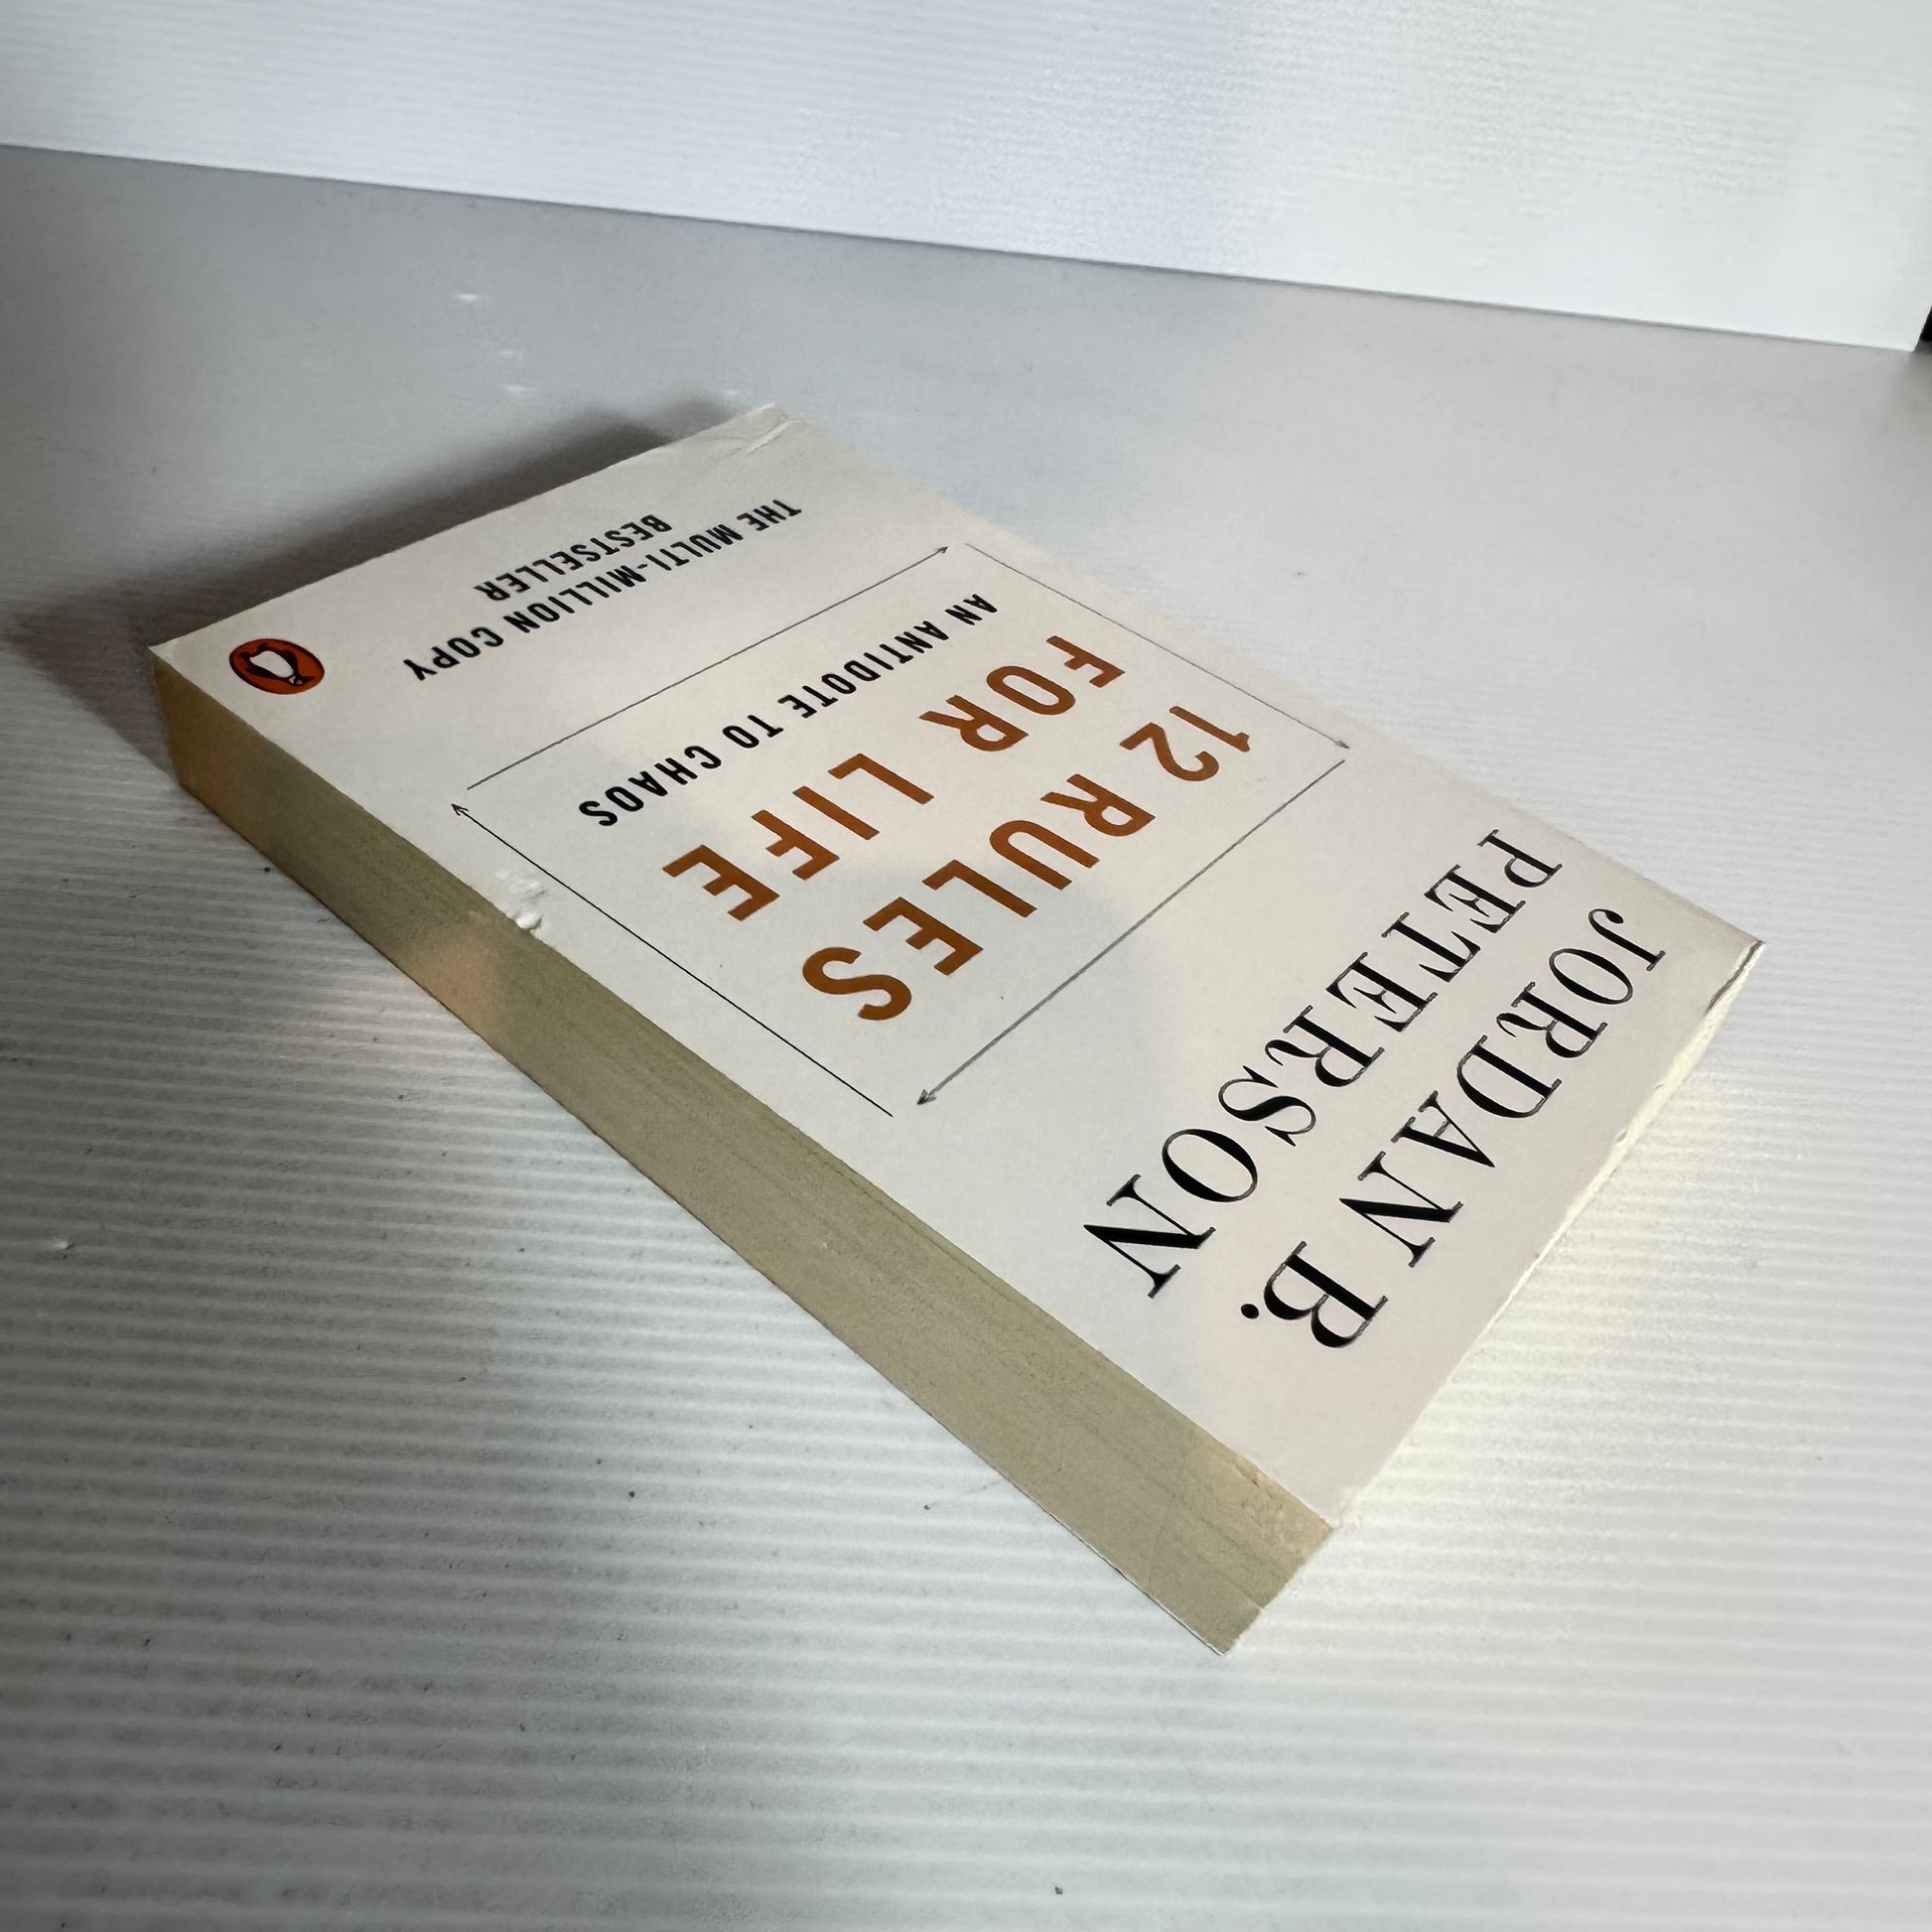 JORDAN B.
PETERSON
12 RULES
FOR LIFE
AN ANTIDOTE TO CHAOS
THE MULTI-MILLION COPY
BESTSELLER